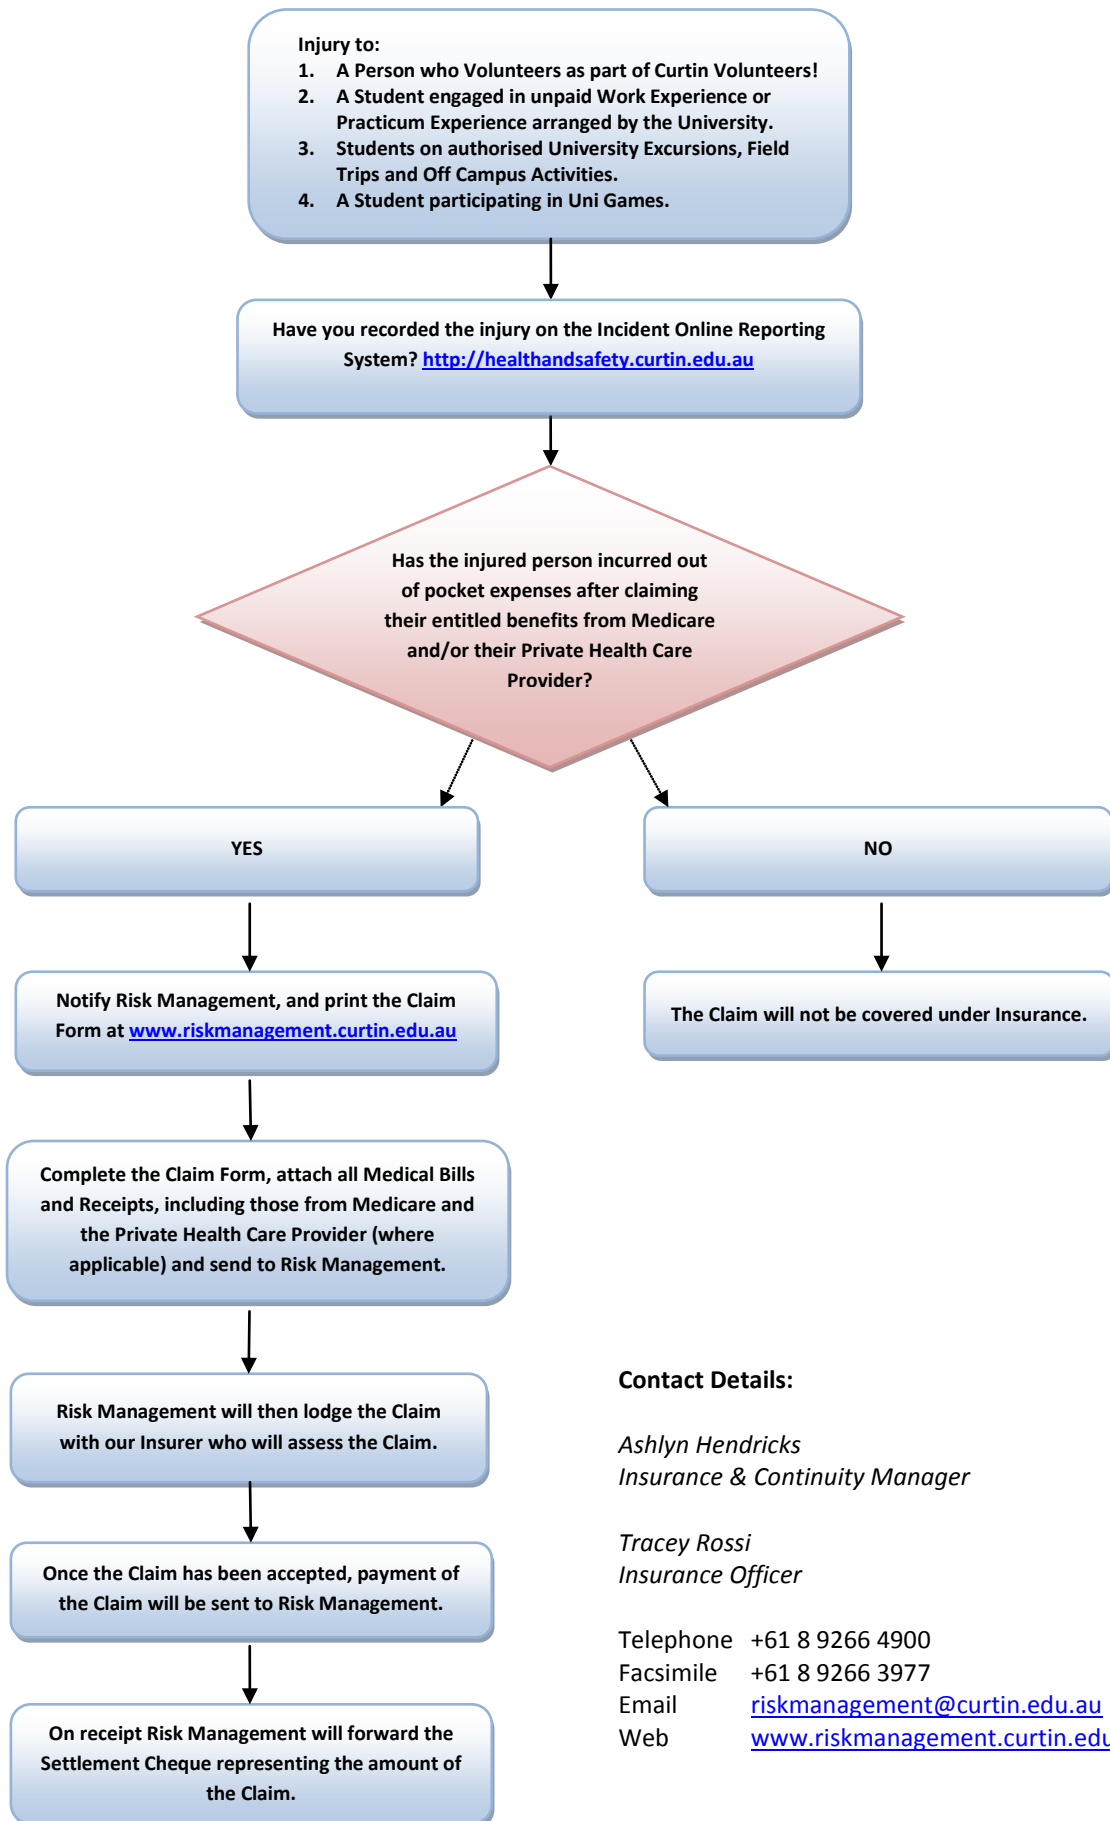 Injury to:
1. A Person who Volunteers as part of Curtin Volunteers!
2. A Student engaged in unpaid Work Experience or
Practicum Experience arranged by the University.
3. Students on authorised University Excursions, Field
Trips and Off Campus Activities.
4. A Student participating in Uni Games.
Have you recorded the injury on the Incident Online Reporting
System? http://healthandsafety.curtin.edu.au
Has the injured person incurred out
of pocket expenses after claiming
their entitled benefits from Medicare
and/or their Private Health Care
Provider?
YES
NO
Notify Risk Management, and print the Claim
Form at www.riskmanagement.curtin.edu.au
The Claim will not be covered under Insurance.
Complete the Claim Form, attach all Medical Bills
and Receipts, including those from Medicare and
the Private Health Care Provider (where
applicable) and send to Risk Management.
Risk Management will then lodge the Claim
with our Insurer who will assess the Claim.
Once the Claim has been accepted, payment of
the Claim will be sent to Risk Management.
On receipt Risk Management will forward the
Settlement Cheque representing the amount of
the Claim.
Contact Details:
Ashlyn Hendricks
Insurance & Continuity Manager
Tracey Rossi
Insurance Officer
Telephone +61 8 9266 4900
Facsimile +61 8 9266 3977
Email riskmanagement@curtin.edu.au
Web www.riskmanagement.curtin.edu